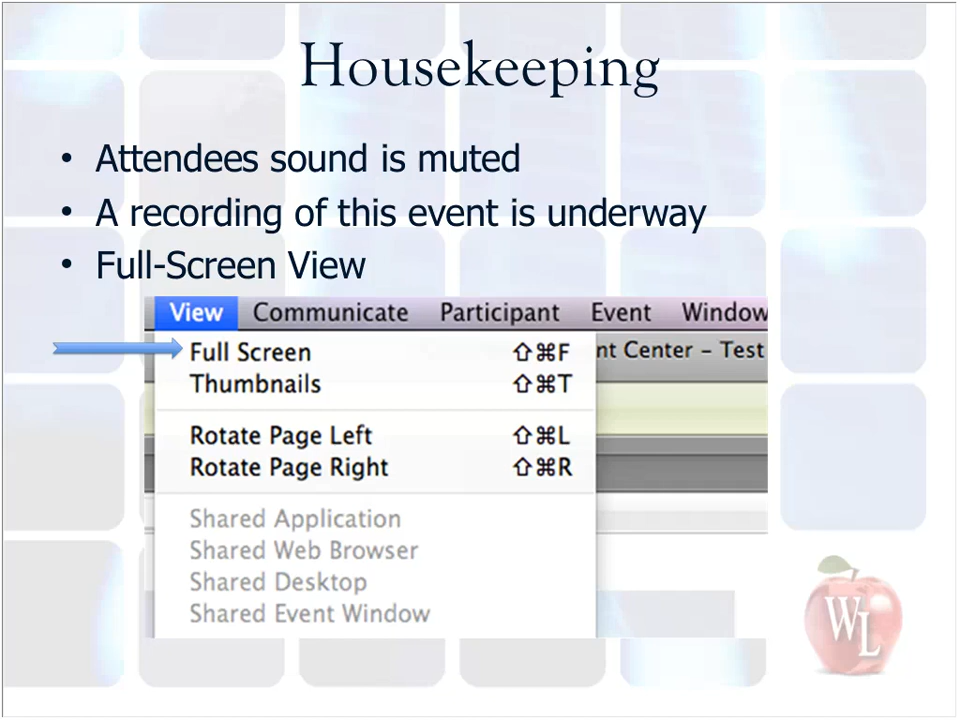 Housekeeping
• Attendees sound is muted
• A recording of this event is underway
• Full-Screen View
View Communicate Participant Event Window
Full Screen ⇧⌘F nt Center – Test
Thumbnails ⇧⌘T
Rotate Page Left ⇧⌘L
Rotate Page Right ⇧⌘R
Shared Application
Shared Web Browser
Shared Desktop
Shared Event Window
WL